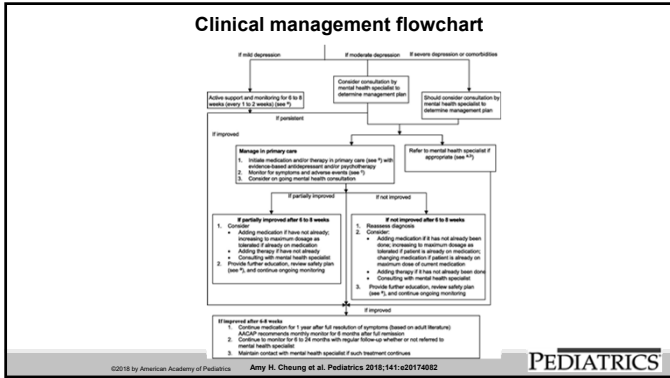 Clinical management flowchart
If mild depression
If moderate depression
If severe depression or comorbidities
Active support and monitoring for 6 to 8
weeks (every 1 to 2 weeks) (see
Consider consultation by
mental health specialist to
determine management plan
Should consider consultation by
mental health specialist to
determine management plan
If persistent
If improved
Manage in primary care
1. Initiate medication and/or therapy in primary care (see with
evidence-based antidepressant and/or psychotherapy
2. Monitor for symptoms and adverse events (see
3. Consider on going mental health consultation
Refer to mental health specialist if
appropriate (see
If partially improved
If not improved
If partially improved after 6 to 8 weeks
1. Consider
• Adding medication if have not already;
increasing to maximum dosage as
tolerated if already on medication
• Adding therapy if have not already
• Consulting with mental health specialist
2. Provide further education, review safety plan
(see and continue ongoing monitoring
If not improved after 6 to 8 weeks
1. Reassess diagnosis
2. Consider:
• Adding medication if it has not already been
done; increasing to maximum dosage as
tolerated if patient is already on medication;
changing medication if patient is already on
maximum dose of current medication
• Adding therapy if it has not already been done
• Consulting with mental health specialist
3. Provide further education, review safety plan
(see and continue ongoing monitoring
If improved
If improved after 6-8 weeks
1. Continue medication for 1 year after full resolution of symptoms (based on adult literature)
AACAP recommends monthly monitor for 6 months after full remission
2. Continue to monitor for 6 to 24 months with regular follow-up whether or not referred to
mental health specialist
3. Maintain contact with mental health specialist if such treatment continues
©2018 by American Academy of Pediatrics
Amy H. Cheung et al. Pediatrics 2018;141:e20174082
PEDIATRICS